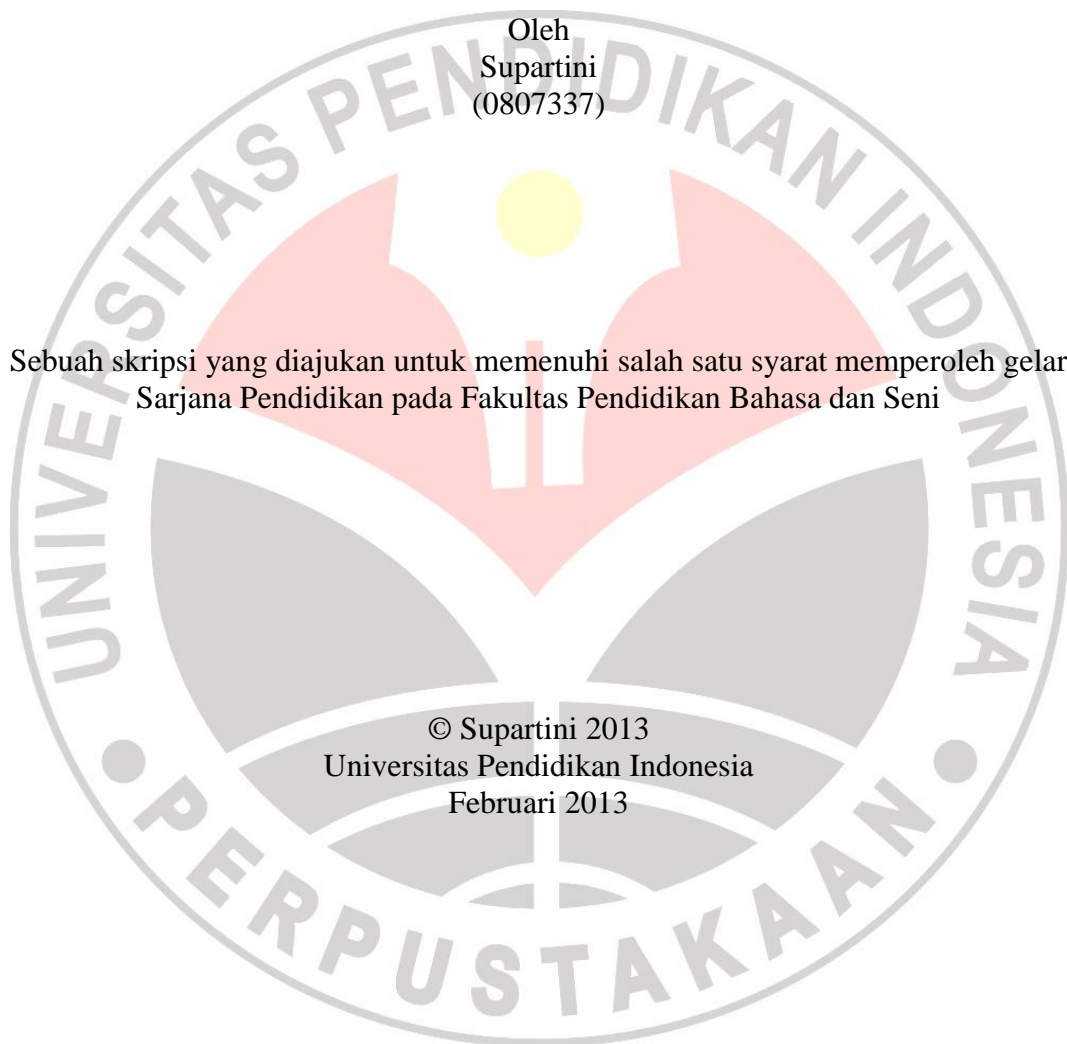 Oleh
Supartini
(0807337)
Sebuah skripsi yang diajukan untuk memenuhi salah satu syarat memperoleh gelar
Sarjana Pendidikan pada Fakultas Pendidikan Bahasa dan Seni
© Supartini 2013
Universitas Pendidikan Indonesia
Februari 2013
UNIVERSITAS PENDIDIKAN INDONESIA
PERPUSTAKAAN